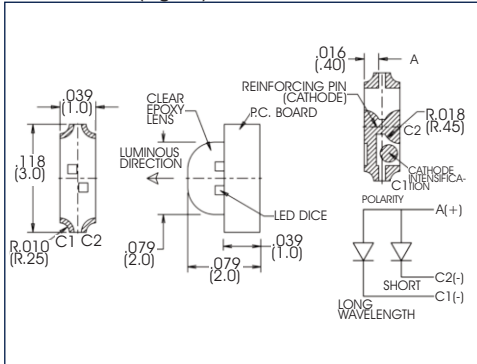 .016
(.40)
A
.039
(1.0)
CLEAR
EPOXY
LENS
REINFORCING PIN
(CATHODE)
P.C. BOARD
R.018
(R.45)
C2
LUMINOUS
DIRECTION
.118
(3.0)
CATHODE
INTENSIFICA-
TION
C1
POLARITY
LED DICE
A(+)
R.010
(R.25)
C1 C2
.079
(2.0)
.039
(1.0)
.079
(2.0)
C2(-)
SHORT
C1(-)
LONG
WAVELENGTH